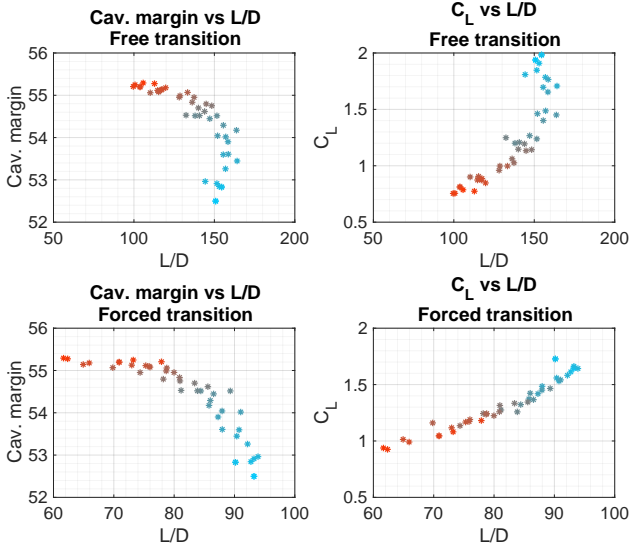 Cav. margin vs L/D
Free transition
56
55
54
53
52
Cav. margin
50
100
150
200
L/D
C_L vs L/D
Free transition
2
1.5
1
0.5
C_L
50
100
150
200
L/D
Cav. margin vs L/D
Forced transition
56
55
54
53
52
Cav. margin
60
70
80
90
100
L/D
C_L vs L/D
Forced transition
2
1.5
1
0.5
C_L
60
70
80
90
100
L/D